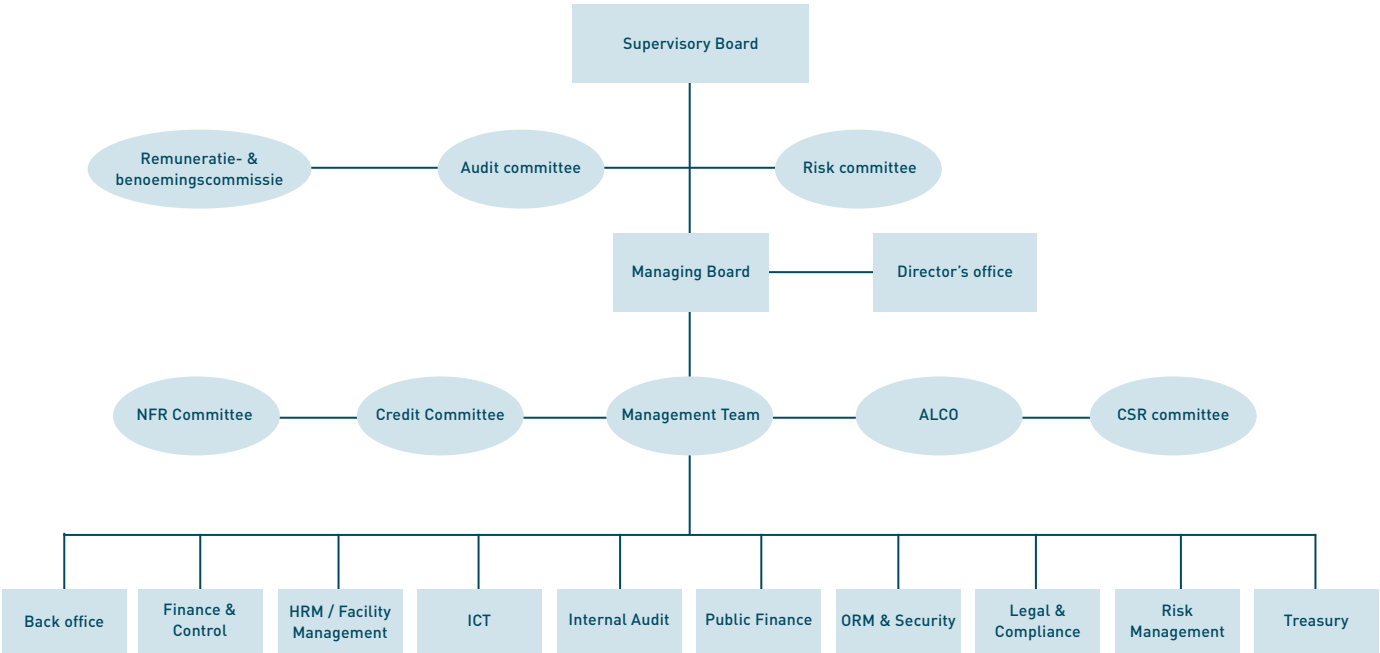 Supervisory Board
Remuneratie- &
benoemingscommissie
Audit committee
Risk committee
Managing Board
Director’s office
NFR Committee
Credit Committee
Management Team
ALCO
CSR committee
Back office
Finance &
Control
HRM / Facility
Management
ICT
Internal Audit
Public Finance
ORM & Security
Legal &
Compliance
Risk
Management
Treasury